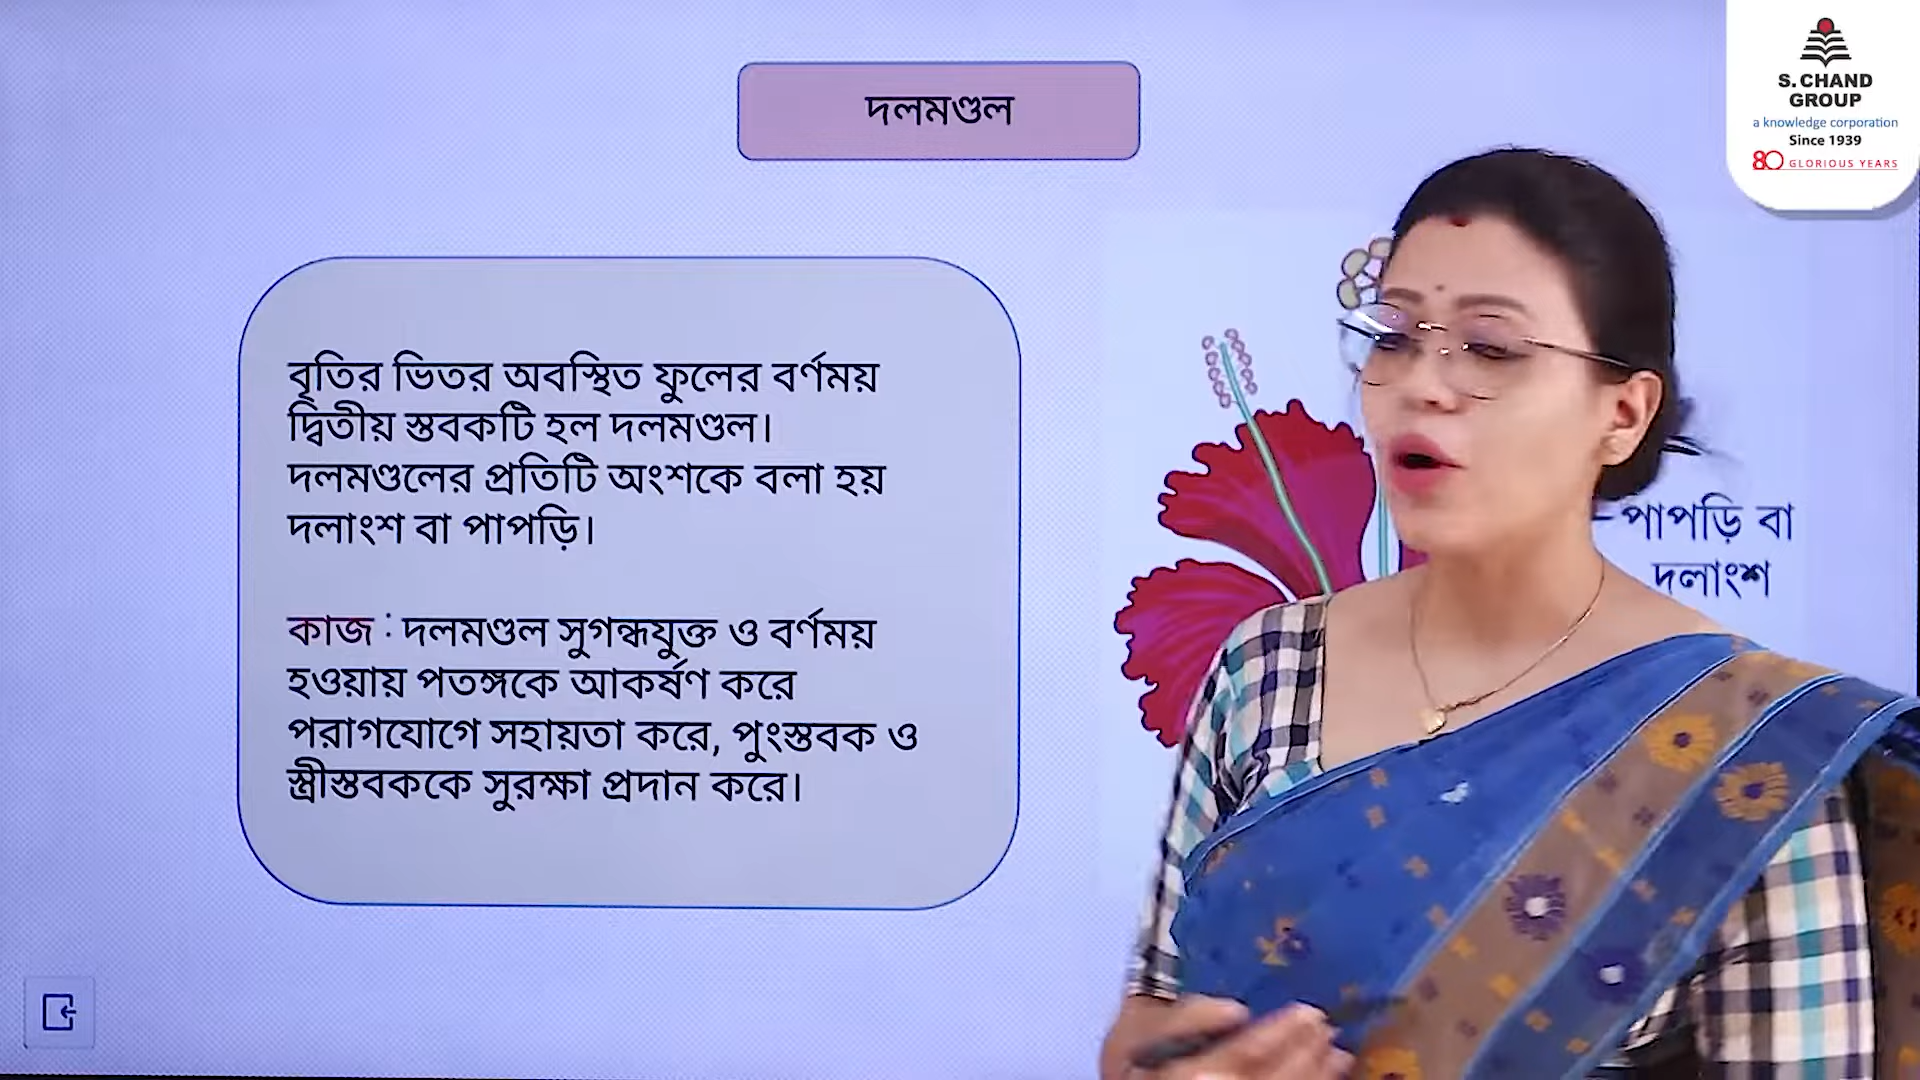 দলমণ্ডল
S. CHAND
GROUP
a knowledge corporation
Since 1939
80 GLORIOUS YEARS
বৃতির ভিতর অবস্থিত ফুলের বর্ণময়
দ্বিতীয় স্তবকটি হল দলমণ্ডল।
দলমণ্ডলের প্রতিটি অংশকে বলা হয়
দলাংশ বা পাপড়ি।
কাজ : দলমণ্ডল সুগন্ধযুক্ত ও বর্ণময়
হওয়ায় পতঙ্গকে আকর্ষণ করে
পরাগযোগে সহায়তা করে, পুংস্তবক ও
স্ত্রীস্তবককে সুরক্ষা প্রদান করে।
পাপড়ি বা
দলাংশ